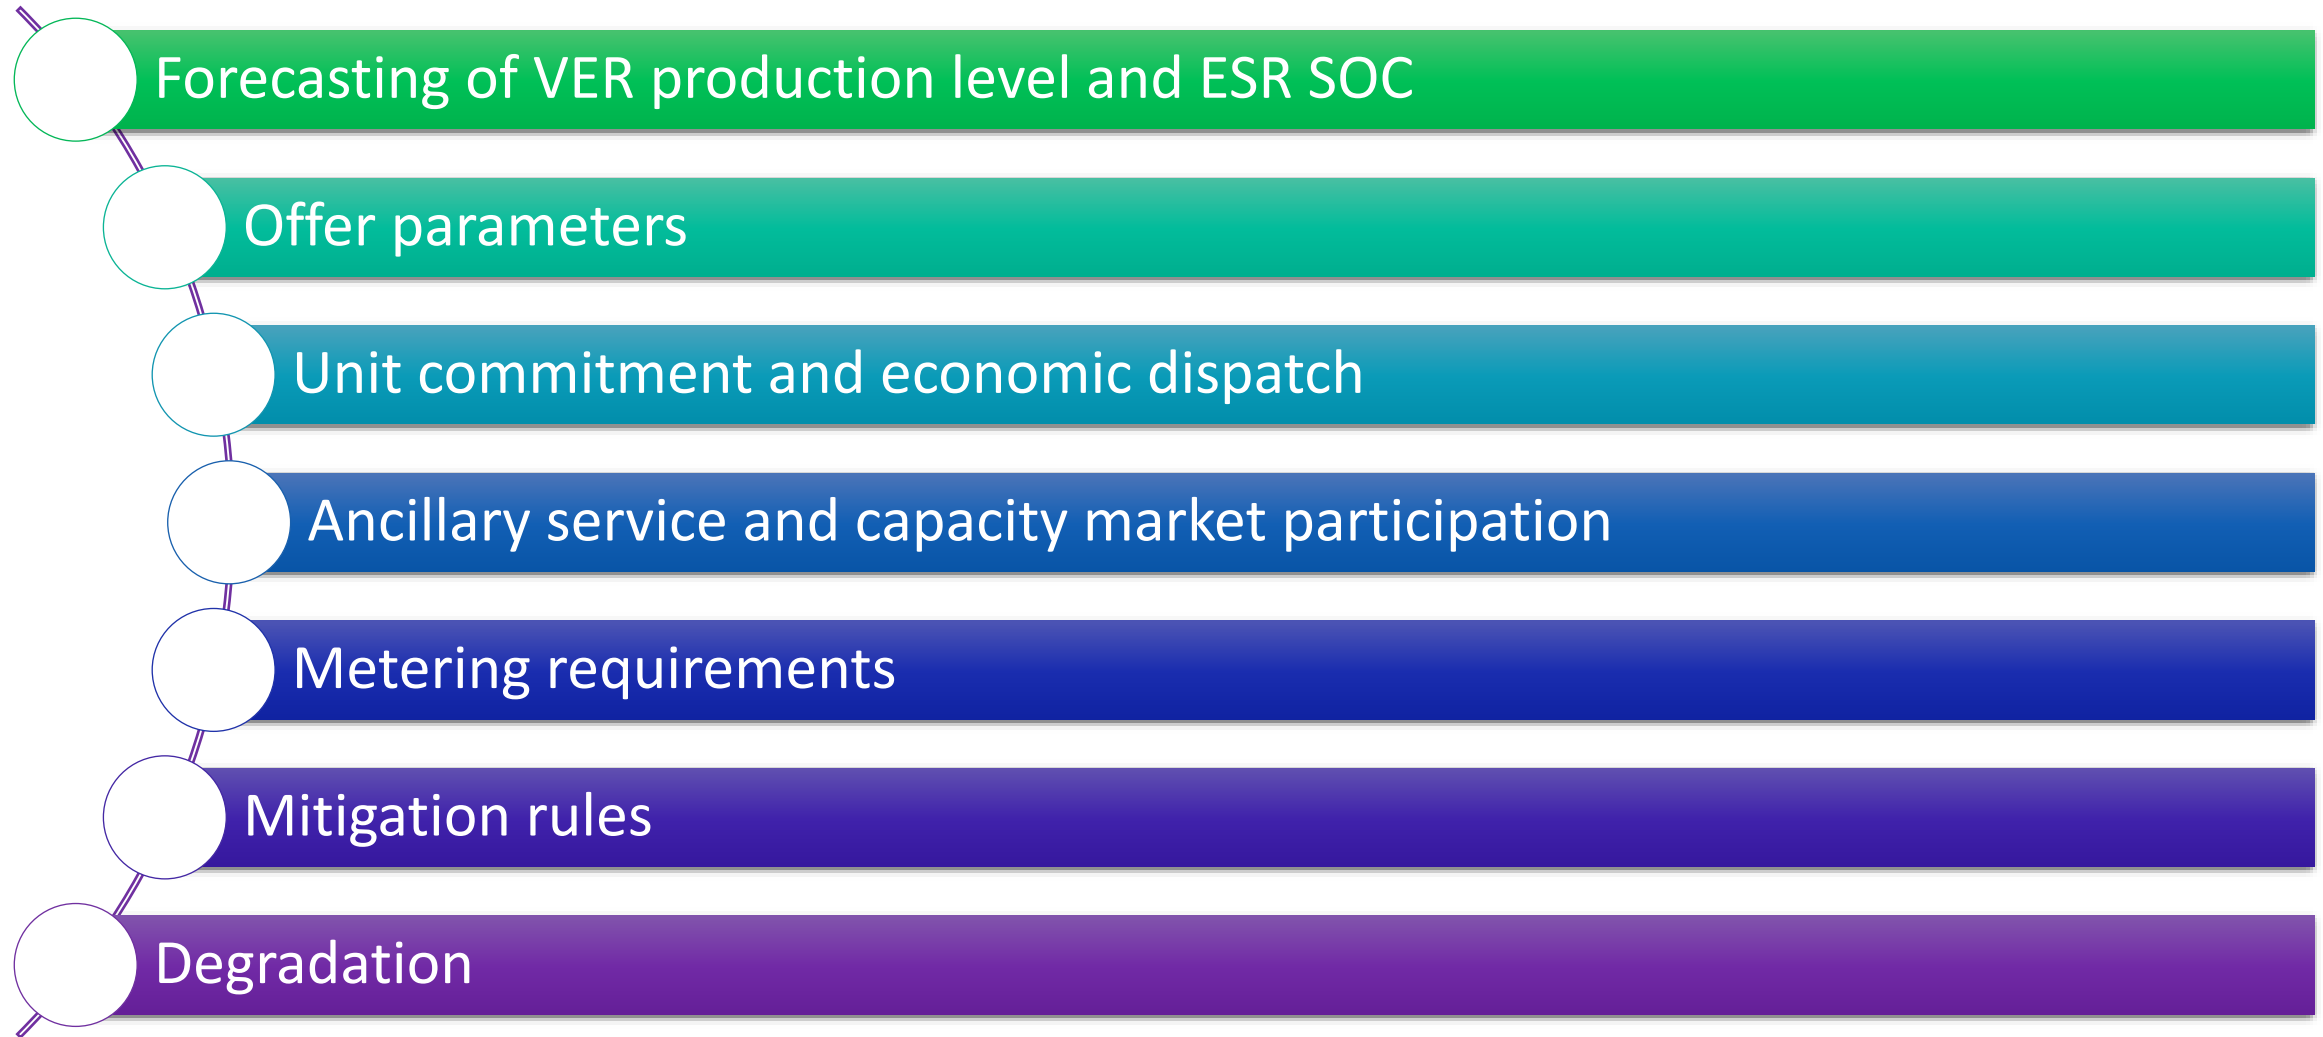 Forecasting of VER production level and ESR SOC
Offer parameters
Unit commitment and economic dispatch
Ancillary service and capacity market participation
Metering requirements
Mitigation rules
Degradation